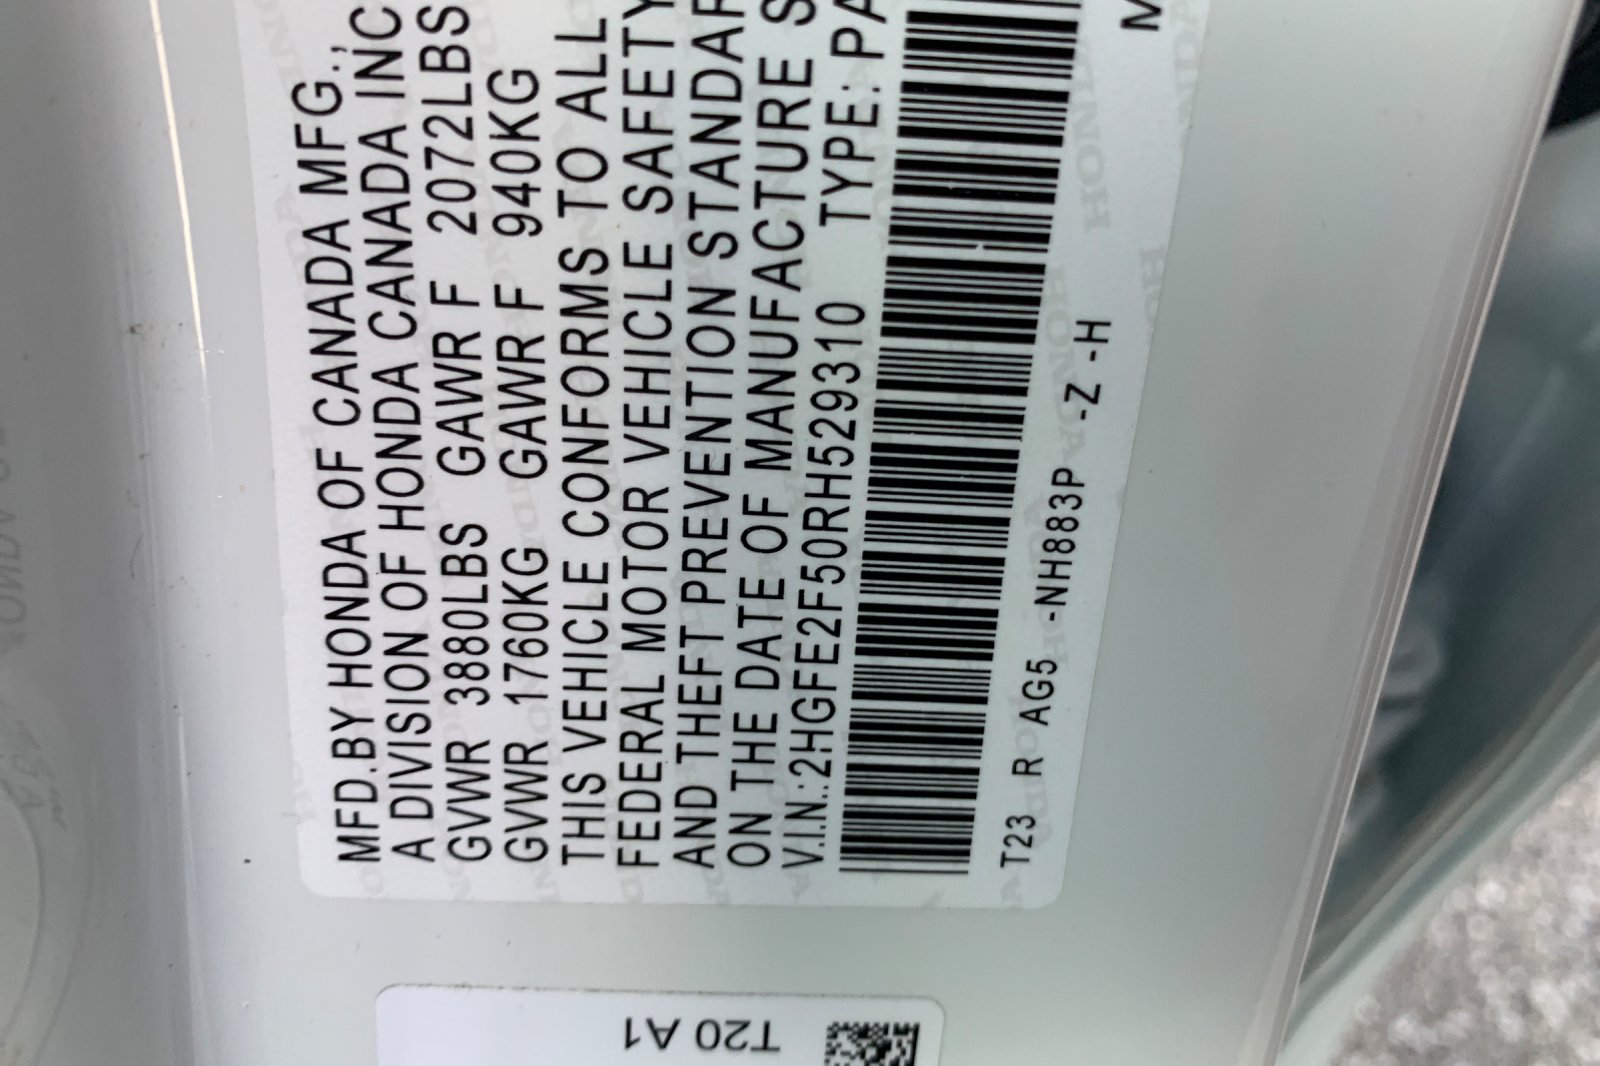 MFD.BY HONDA OF CANADA MFG.,
A DIVISION OF HONDA CANADA INC
GVWR 3880LBS GAWR F 2072LBS
GVWR 1760KG GAWR F 940KG
THIS VEHICLE CONFORMS TO ALL
FEDERAL MOTOR VEHICLE SAFETY
AND THEFT PREVENTION STANDAR
ON THE DATE OF MANUFACTURE S
V.I.N.:2HGFE2F50RH529310 TYPE: PA
T23 R AG5 -NH883P -Z -H M
T20 A1